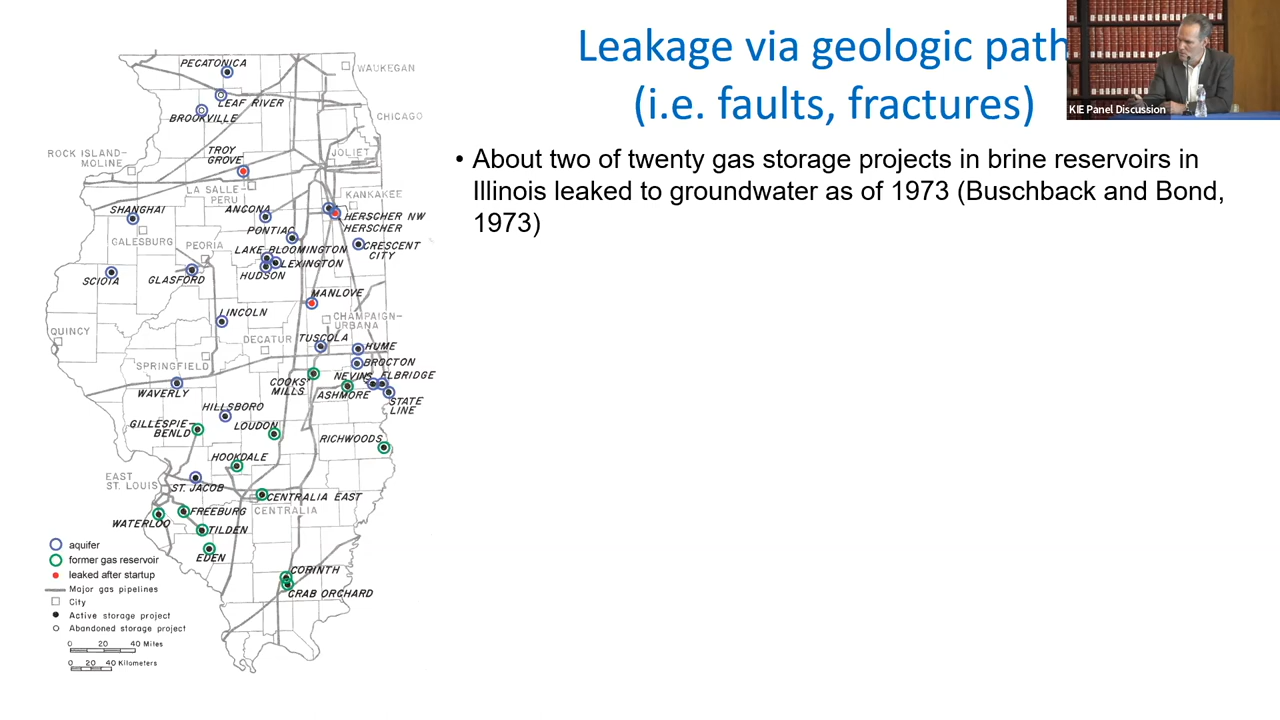 Leakage via geologic path
(i.e. faults, fractures)
KIE Panel Discussion
• About two of twenty gas storage projects in brine reservoirs in
Illinois leaked to groundwater as of 1973 (Buschback and Bond,
1973)
PECATONICA
WAUKEGAN
LEAF RIVER
BROOKVILLE
CHICAGO
TROY
GROVE
ROCK ISLAND-
MOLINE
JOLIET
LA SALLE-
PERU
KANKAKEE
SHANGHAI
ANCONA
HERSCHER NW
HERSCHER
PONTIAC
GALESBURG
PEORIA
CRESCENT
CITY
LAKE BLOOMINGTON
LEXINGTON
HUDSON
SCIOTA
GLASFORD
MANLOVE
LINCOLN
CHAMPAIGN-
URBANA
QUINCY
DECATUR
TUSCOLA
HUME
SPRINGFIELD
BROCTON
COOKS
MILLS
NEVINS
ELBRIDGE
ASHMORE
WAVERLY
STATE
LINE
HILLSBORO
GILLESPIE-
BENLD
LOUDON
RICHWOODS
HOOKDALE
EAST
ST. LOUIS
ST. JACOB
CENTRALIA EAST
FREEBURG
CENTRALIA
WATERLOO
TILDEN
EDEN
CORINTH
CRAB ORCHARD
aquifer
former gas reservoir
leaked after startup
Major gas pipelines
City
Active storage project
Abandoned storage project
0 20 40 Miles
0 20 40 Kilometers